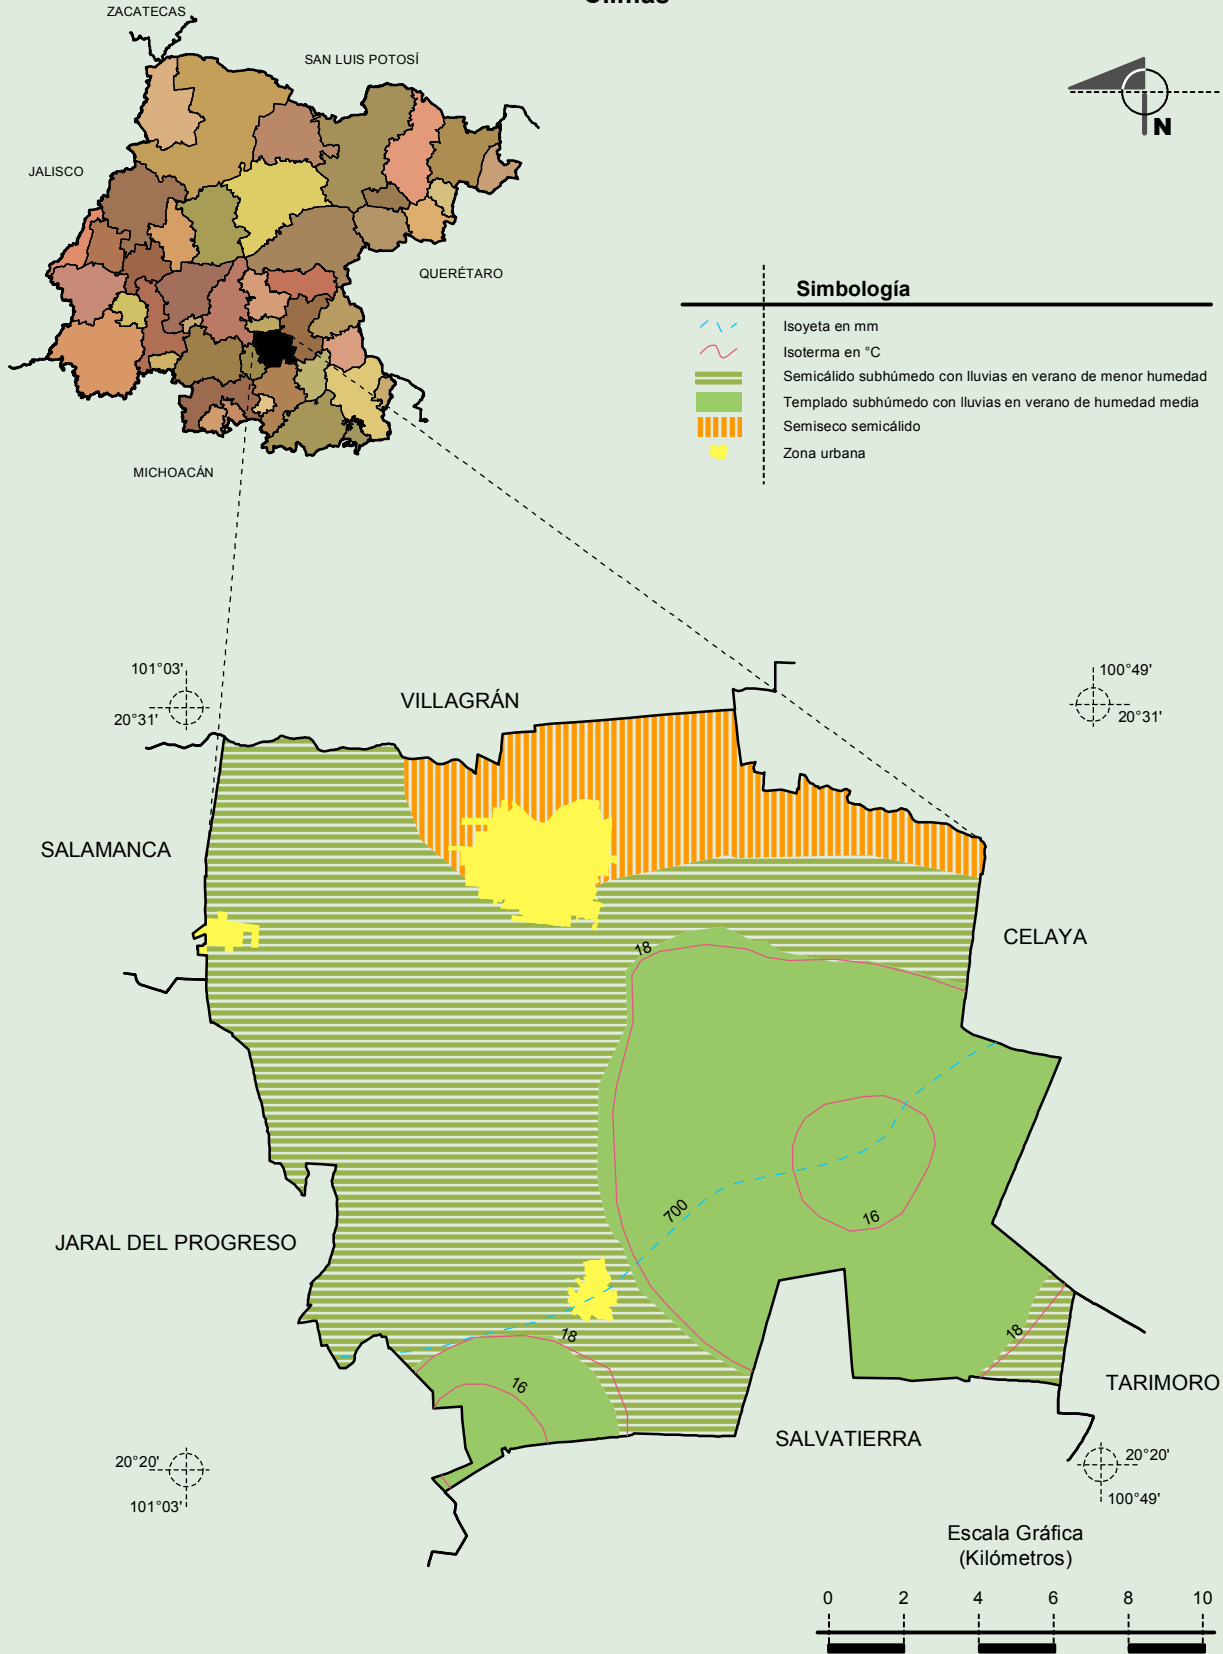 Climas
ZACATECAS
SAN LUIS POTOSÍ
N
JALISCO
QUERÉTARO
MICHOACÁN
Simbología
Isoyeta en mm
Isoterma en °C
Semicálido subhúmedo con lluvias en verano de menor humedad
Templado subhúmedo con lluvias en verano de humedad media
Semiseco semicálido
Zona urbana
101°03'
20°31'
VILLAGRÁN
100°49'
20°31'
SALAMANCA
CELAYA
18
700
16
JARAL DEL PROGRESO
18
16
18
TARIMORO
SALVATIERRA
20°20'
101°03'
20°20'
100°49'
Escala Gráfica
(Kilómetros)
0 2 4 6 8 10